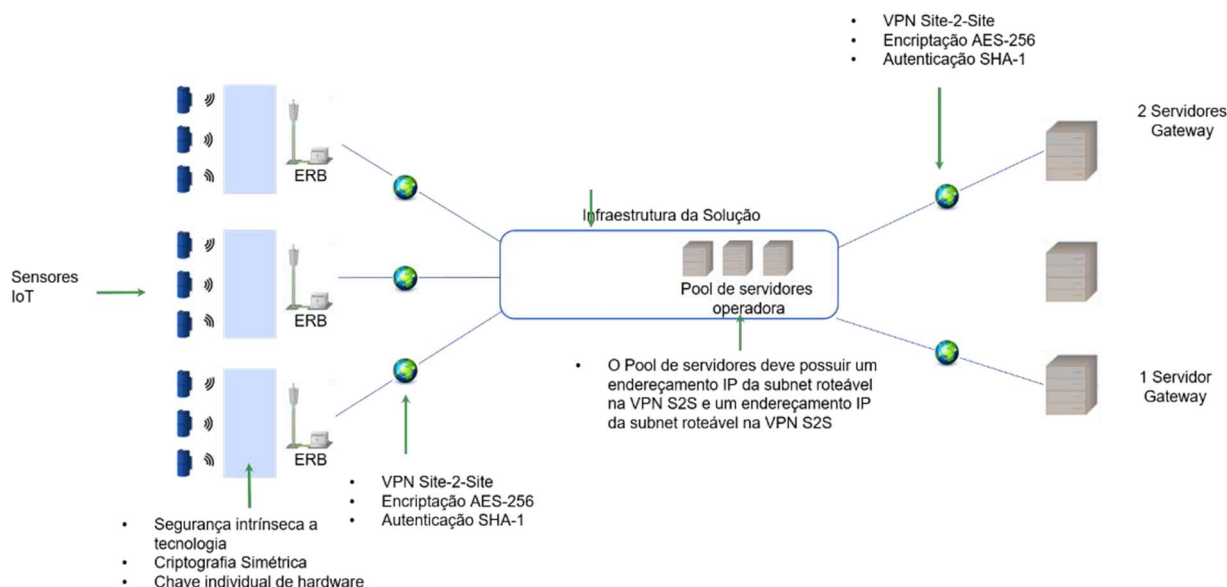 • VPN Site-2-Site
• Encriptação AES-256
• Autenticação SHA-1
2 Servidores
Gateway
ERB
Infraestrutura da Solução
Sensores
IoT
ERB
Pool de servidores
operadora
• O Pool de servidores deve possuir um
endereçamento IP da subnet roteável
na VPN S2S e um endereçamento IP
da subnet roteável na VPN S2S
1 Servidor
Gateway
ERB
• VPN Site-2-Site
• Encriptação AES-256
• Autenticação SHA-1
• Segurança intrínseca a
tecnologia
• Criptografia Simétrica
• Chave individual de hardware